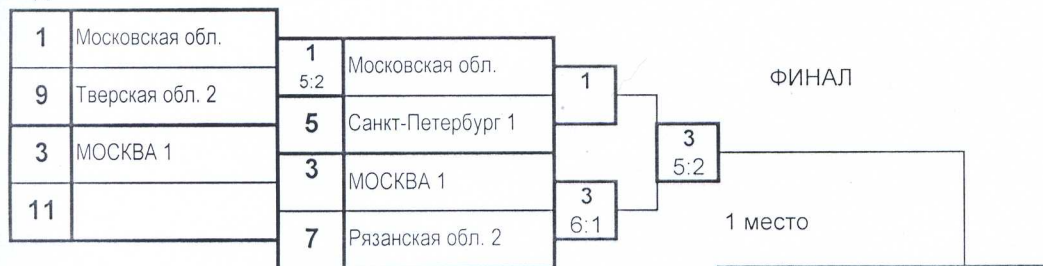 1 Московская обл.
9 Тверская обл. 2
3 МОСКВА 1
11
1 Московская обл.
5:2
5 Санкт-Петербург 1
3 МОСКВА 1
7 Рязанская обл. 2
1
3
6:1
3
5:2
ФИНАЛ
1 место